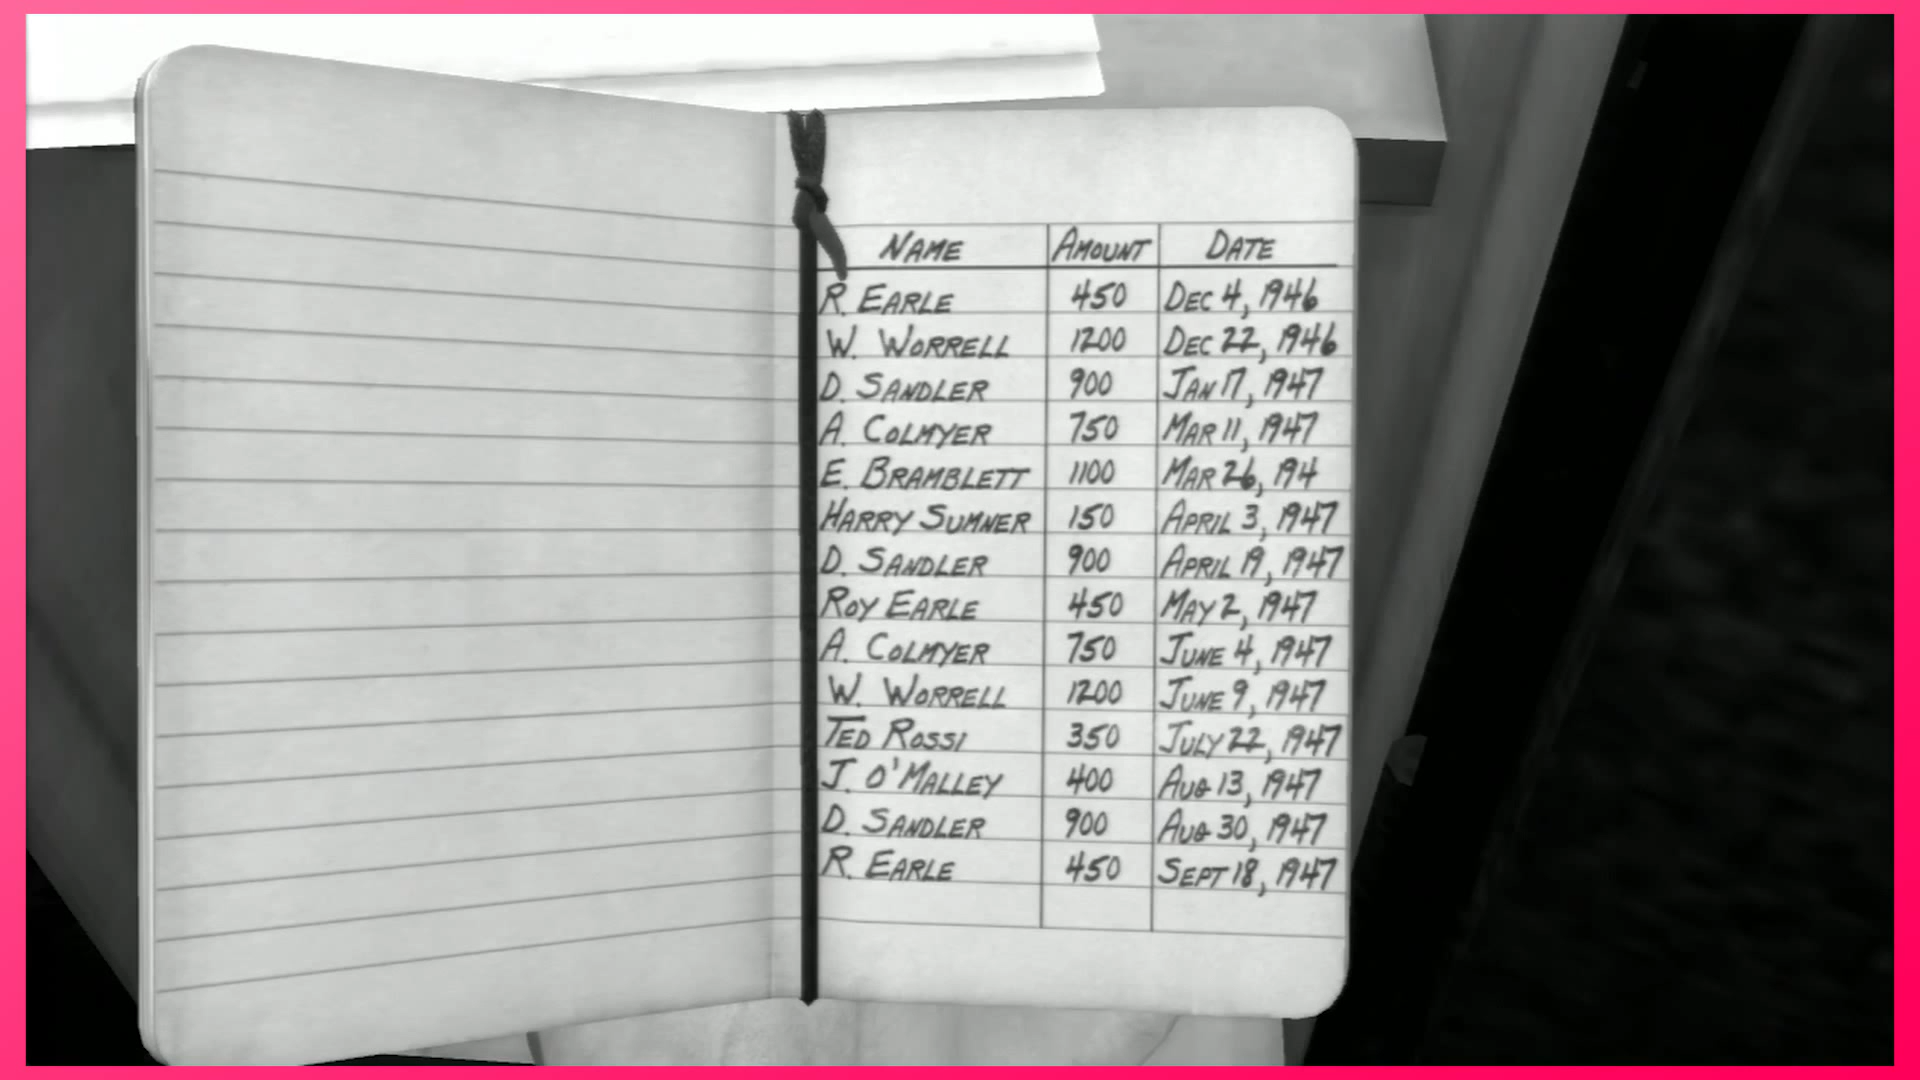 NAME AMOUNT DATE
R. EARLE 450 DEC 4, 1946
W. WORRELL 1200 DEC 22, 1946
D. SANDLER 900 JAN 17, 1947
A. COLMYER 750 MAR 11, 1947
E. BRAMBLETT 1100 MAR 26, 194
HARRY SUMNER 150 APRIL 3, 1947
D. SANDLER 900 APRIL 19, 1947
ROY EARLE 450 MAY 2, 1947
A. COLMYER 750 JUNE 4, 1947
W. WORRELL 1200 JUNE 9, 1947
TED ROSSI 350 JULY 22, 1947
J. O'MALLEY 400 AUG 13, 1947
D. SANDLER 900 AUG 30, 1947
R. EARLE 450 SEPT 18, 1947